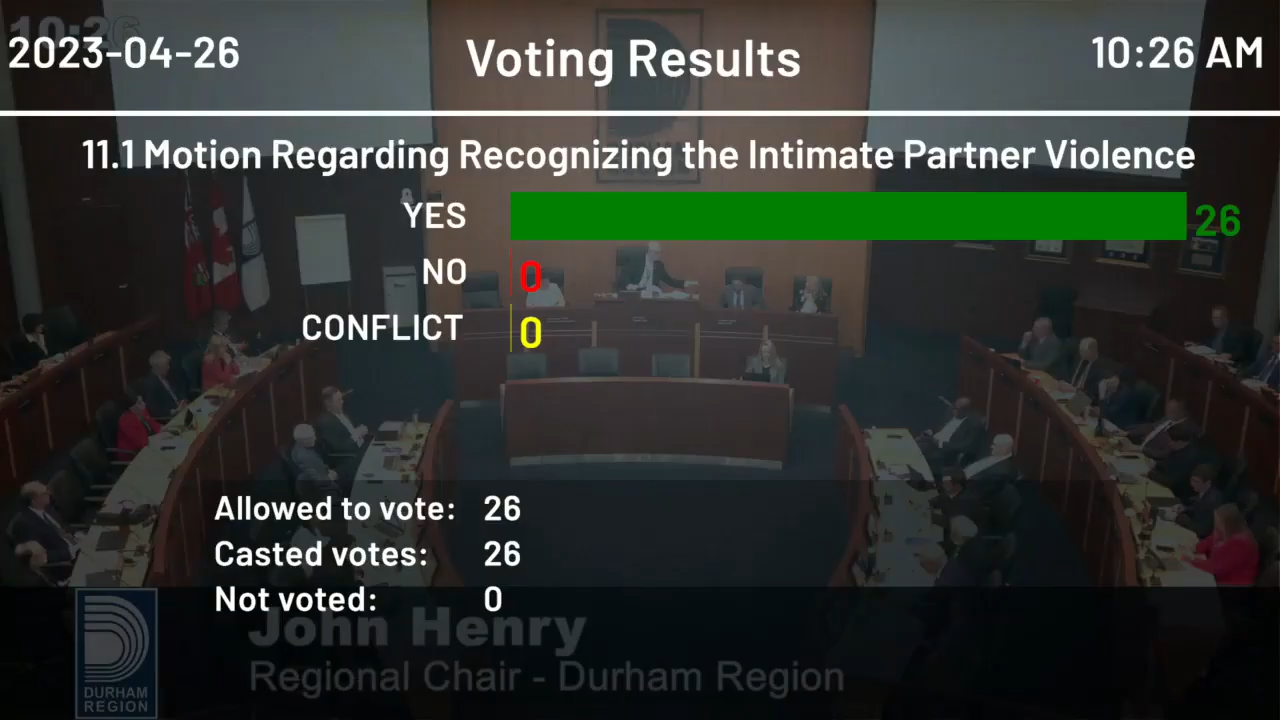 10:26
2023-04-26
Voting Results
10:26 AM
11.1 Motion Regarding Recognizing the Intimate Partner Violence
YES 26
NO 0
CONFLICT 0
Allowed to vote: 26
Casted votes: 26
Not voted: 0
John Henry
Regional Chair - Durham Region
DURHAM
REGION